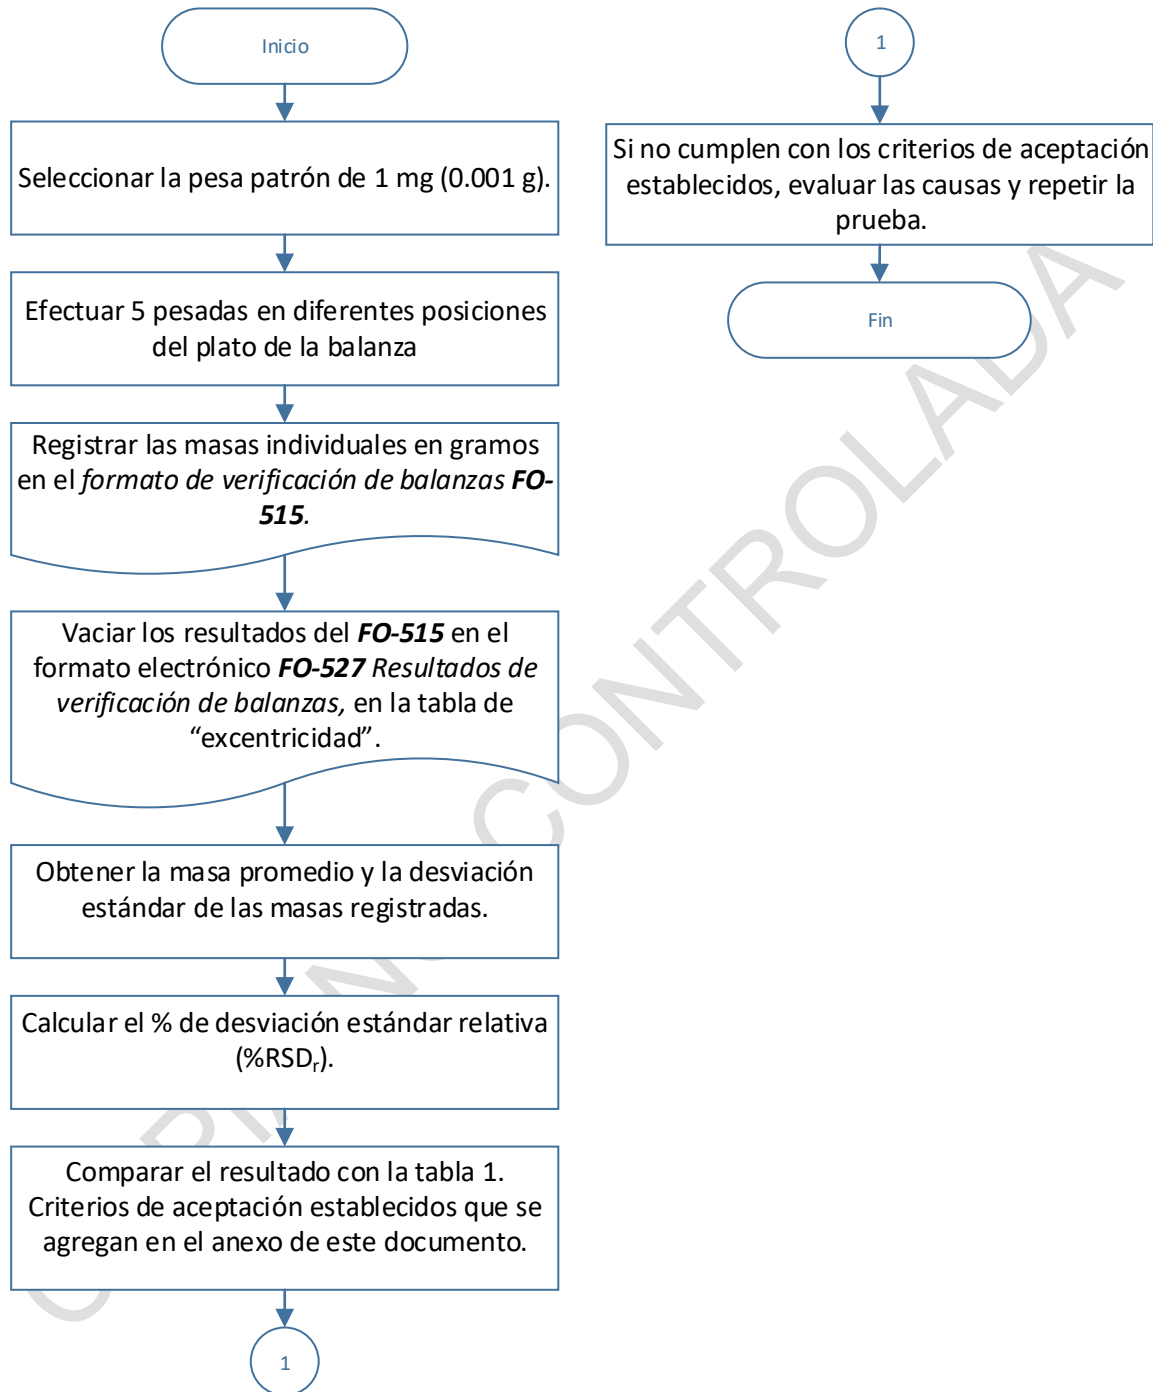 Inicio
Seleccionar la pesa patrón de 1 mg (0.001 g).
Efectuar 5 pesadas en diferentes posiciones
del plato de la balanza
Registrar las masas individuales en gramos
en el formato de verificación de balanzas FO-
515.
Vaciar los resultados del FO-515 en el
formato electrónico FO-527 Resultados de
verificación de balanzas, en la tabla de
“excentricidad”.
Obtener la masa promedio y la desviación
estándar de las masas registradas.
Calcular el % de desviación estándar relativa
(%RSDr).
Comparar el resultado con la tabla 1.
Criterios de aceptación establecidos que se
agregan en el anexo de este documento.
1
1
Si no cumplen con los criterios de aceptación
establecidos, evaluar las causas y repetir la
prueba.
Fin
CONTROLADA